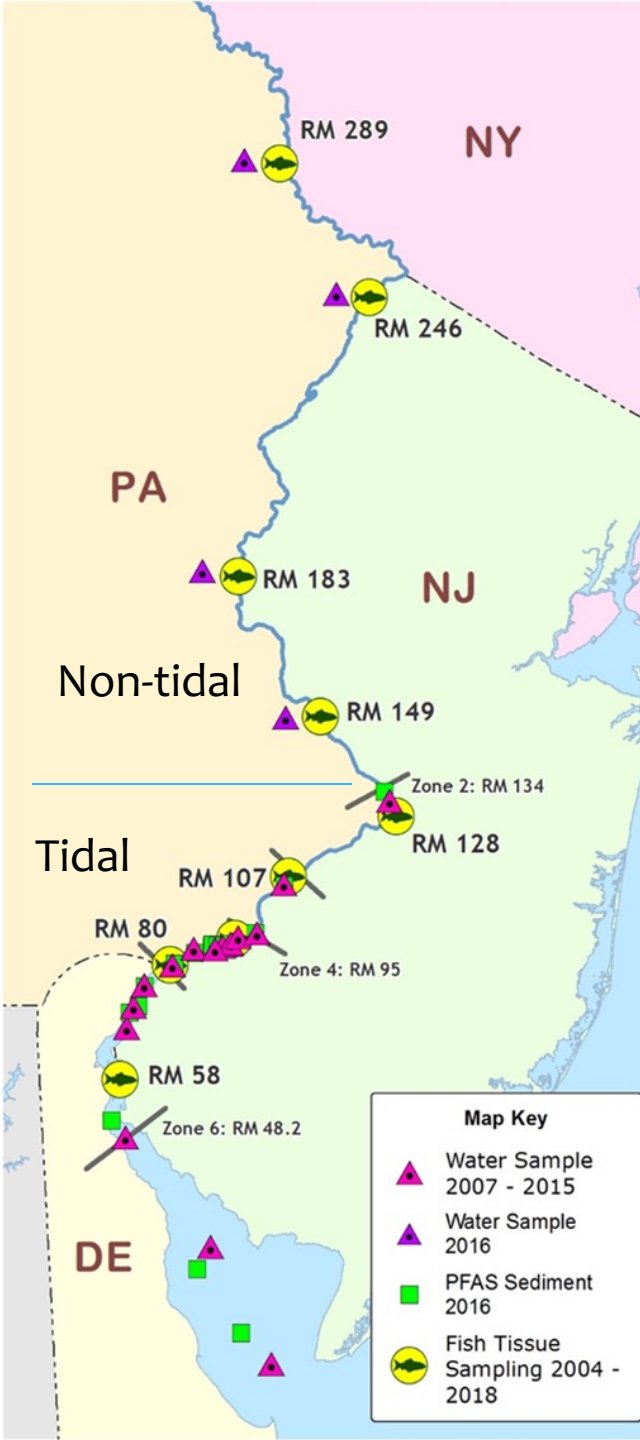 RM 289
NY
RM 246
PA
RM 183
NJ
Non-tidal
RM 149
Zone 2: RM 134
Tidal
RM 128
RM 107
RM 80
Zone 4: RM 95
RM 58
Zone 6: RM 48.2
DE
Map Key
Water Sample
2007 - 2015
Water Sample
2016
PFAS Sediment
2016
Fish Tissue
Sampling 2004 -
2018